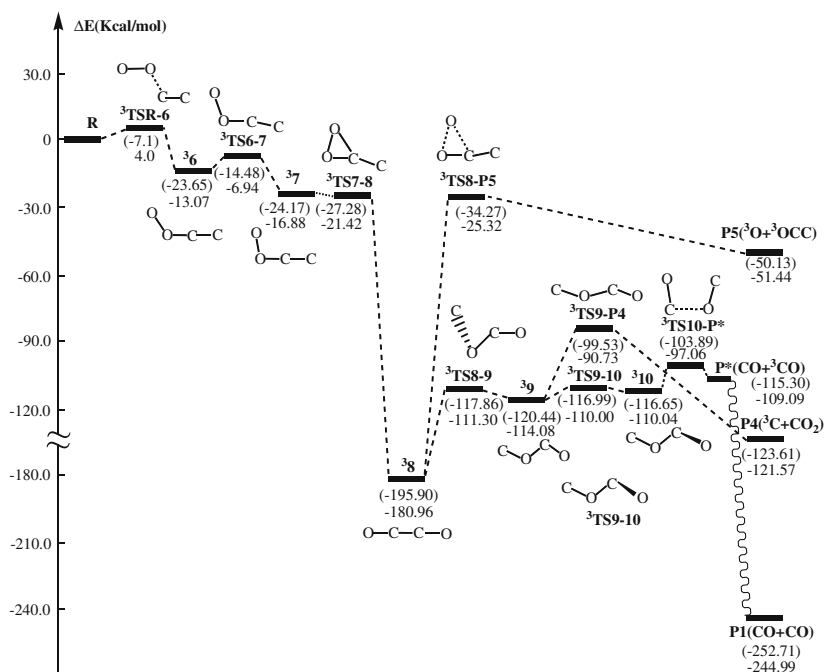 ΔE(Kcal/mol)
30.0
0
-30.0
-60.0
-90.0
-120.0
-180.0
-210.0
-240.0
R
O O C C
³TSR-6
(-7.1)
4.0
³6
(-23.65)
-13.07
O O C C
O O C C
³TS6-7
(-14.48)
-6.94
³7
(-24.17)
-16.88
O O C C
O O C C
³TS7-8
(-27.28)
-21.42
³8
(-195.90)
-180.96
O C C O
O O C C
³TS8-P5
(-34.27)
-25.32
P5(³O+³OCC)
(-50.13)
-51.44
C O C O
³TS8-9
(-117.86)
-111.30
³9
(-120.44)
-114.08
C O C O
C O C O
³TS9-P4
(-99.53)
-90.73
³TS9-10
(-116.99)
-110.00
C O C O
³TS9-10
³10
(-116.65)
-110.04
C O C O
O C O C
³TS10-P*
(-103.89)
-97.06
P*(CO+³CO)
(-115.30)
-109.09
P4(³C+CO₂)
(-123.61)
-121.57
P1(CO+CO)
(-252.71)
-244.99